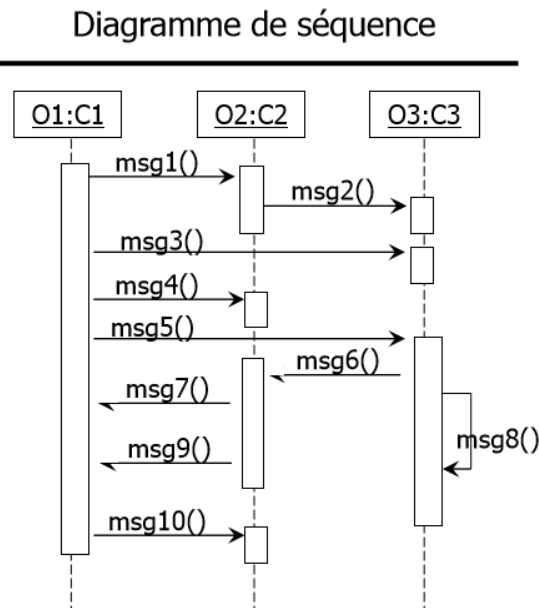 Diagramme de séquence
O1:C1 O2:C2 O3:C3
msg1()
msg2()
msg3()
msg4()
msg5()
msg6()
msg7()
msg8()
msg9()
msg10()